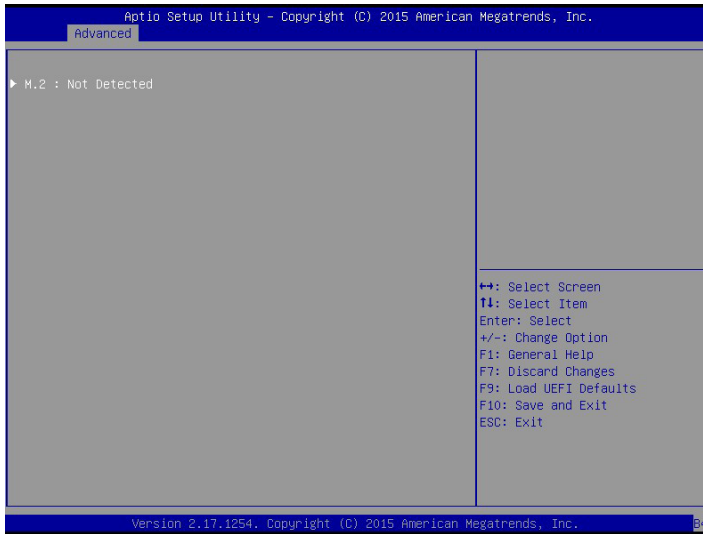 Aptio Setup Utility – Copyright (C) 2015 American Megatrends, Inc.
Advanced
▶ M.2 : Not Detected
↔: Select Screen
↑↓: Select Item
Enter: Select
+/-: Change Option
F1: General Help
F7: Discard Changes
F9: Load UEFI Defaults
F10: Save and Exit
ESC: Exit
Version 2.17.1254. Copyright (C) 2015 American Megatrends, Inc.